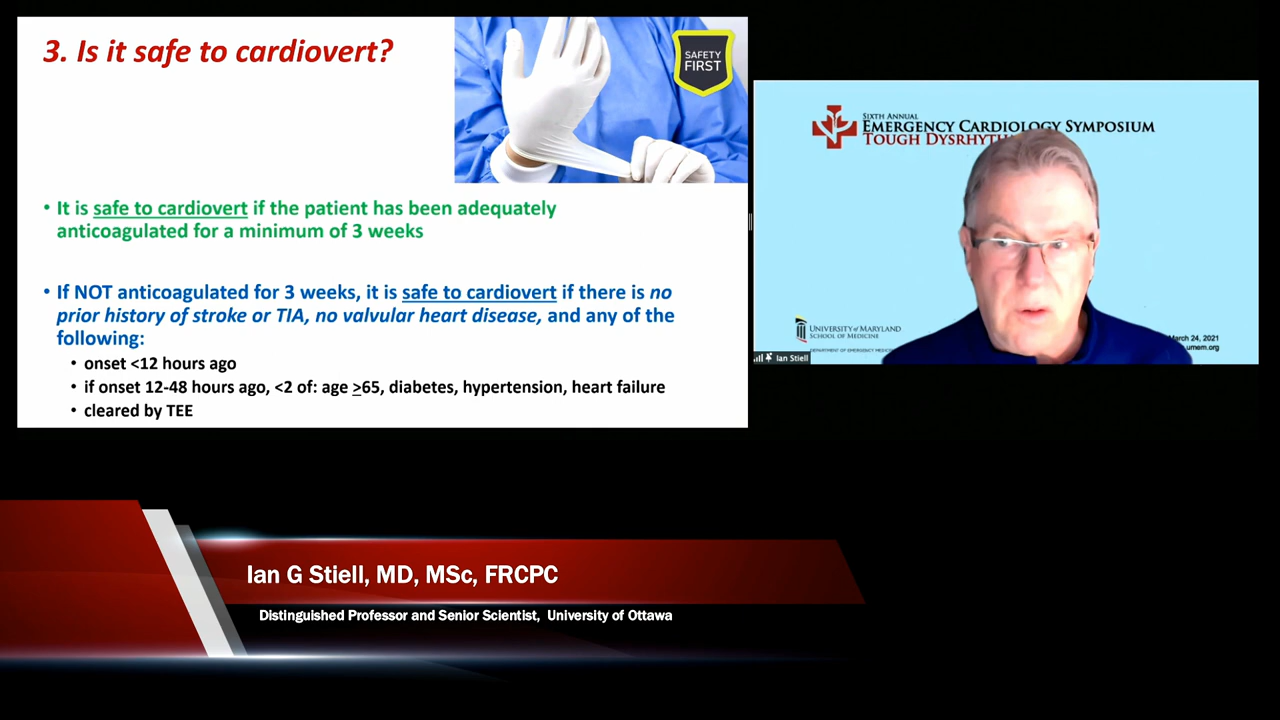 3. Is it safe to cardiovert?
SAFETY
FIRST
• It is safe to cardiovert if the patient has been adequately
anticoagulated for a minimum of 3 weeks
• If NOT anticoagulated for 3 weeks, it is safe to cardiovert if there is no
prior history of stroke or TIA, no valvular heart disease, and any of the
following:
• onset <12 hours ago
• if onset 12-48 hours ago, <2 of: age ≥65, diabetes, hypertension, heart failure
• cleared by TEE
SIXTH ANNUAL
EMERGENCY CARDIOLOGY SYMPOSIUM
TOUGH
UNIVERSITY of MARYLAND
SCHOOL OF MEDICINE
DEPARTMENT OF EMERGENCY
March 24, 2021
Ian Stiell
Ian G Stiell, MD, MSc, FRCPC
Distinguished Professor and Senior Scientist, University of Ottawa